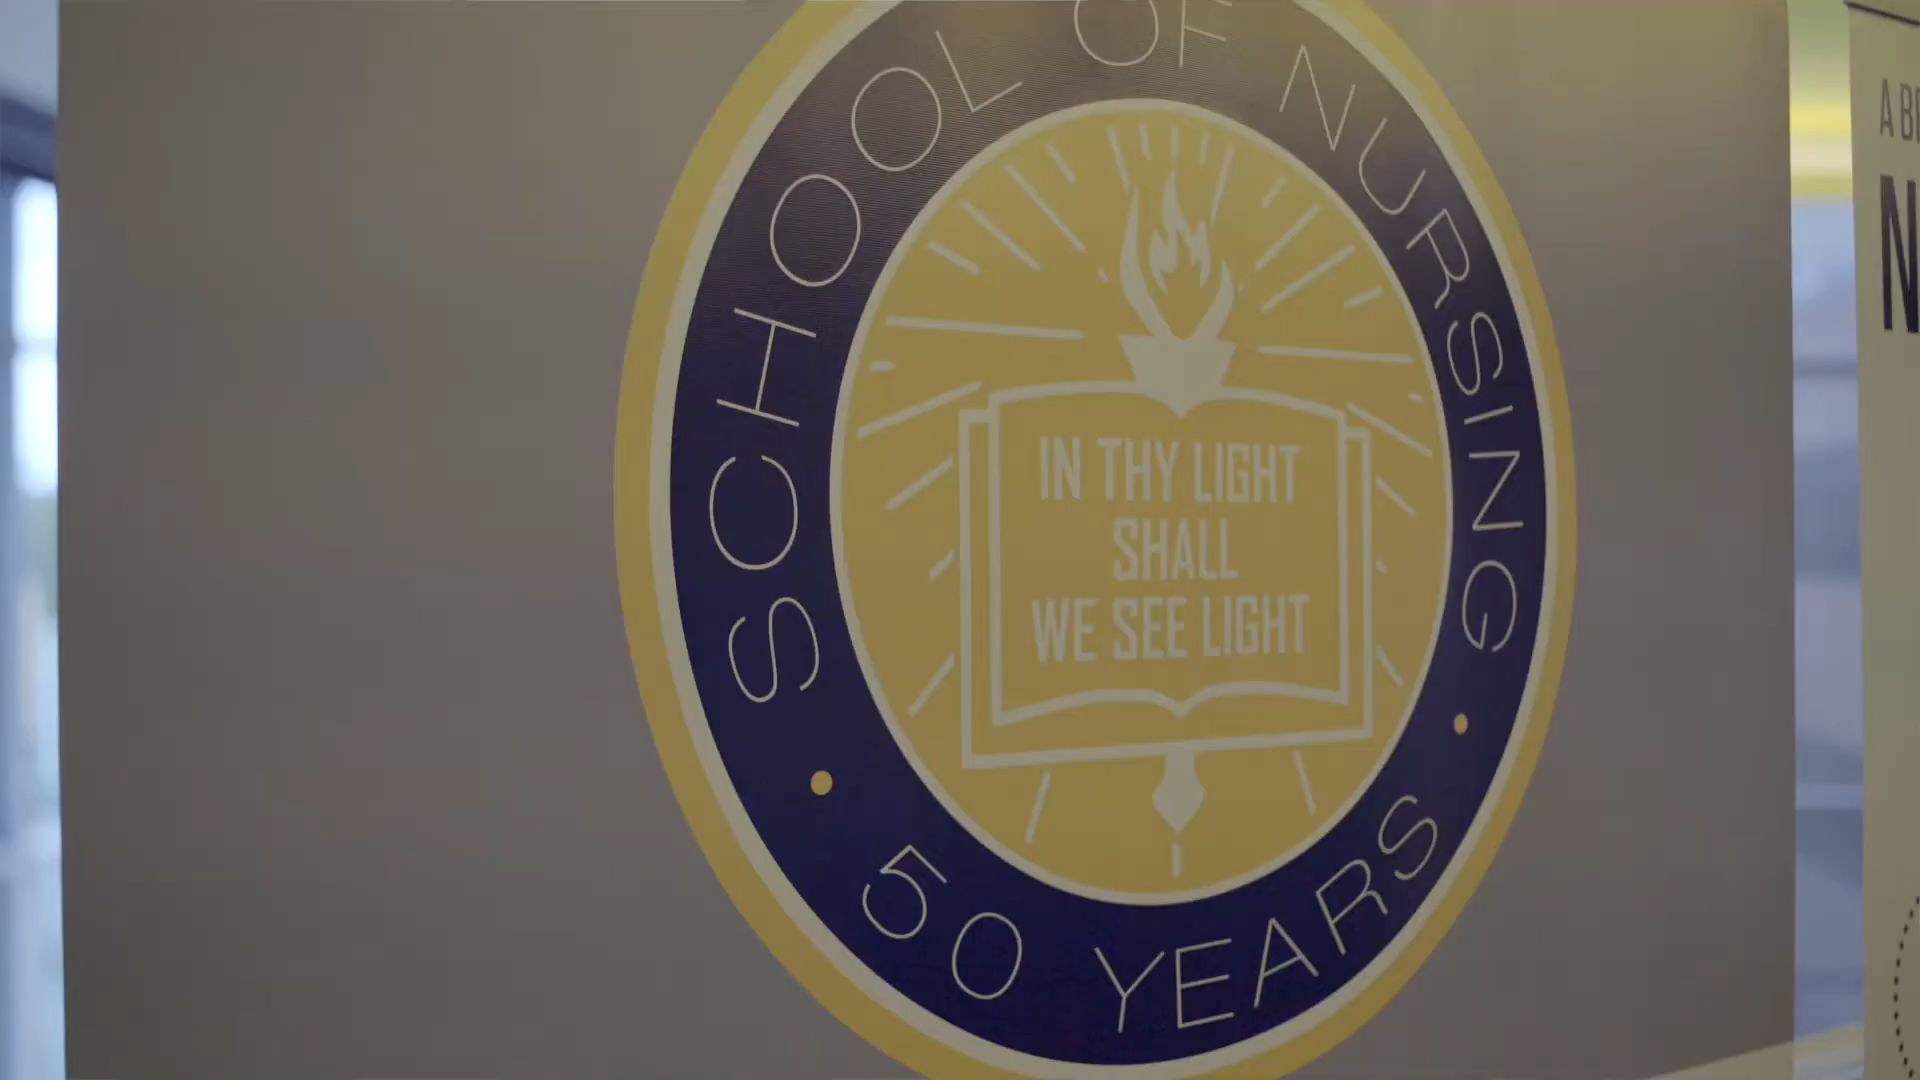 SCHOOL OF NURSING
IN THY LIGHT
SHALL
WE SEE LIGHT
50 YEARS
A
N